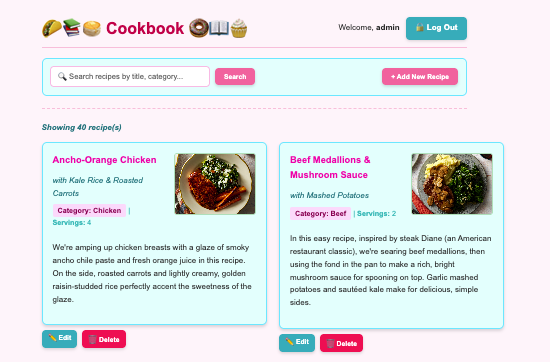 🌮📚🥞 Cookbook 🍩📖🧁
Welcome, admin
Log Out
🔍 Search recipes by title, category...
Search
+ Add New Recipe
Showing 40 recipe(s)
Ancho-Orange Chicken
with Kale Rice & Roasted
Carrots
Category: Chicken |
Servings: 4
We're amping up chicken breasts with a glaze of smoky
ancho chile paste and fresh orange juice in this recipe.
On the side, roasted carrots and lightly creamy, golden
raisin-studded rice perfectly accent the sweetness of the
glaze.
✏️ Edit
🗑️ Delete
Beef Medallions &
Mushroom Sauce
with Mashed Potatoes
Category: Beef | Servings: 2
In this easy recipe, inspired by steak Diane (an American
restaurant classic), we're searing beef medallions, then
using the fond in the pan to make a rich, bright
mushroom sauce for spooning on top. Garlic mashed
potatoes and sautéed kale make for delicious, simple
sides.
✏️ Edit
🗑️ Delete